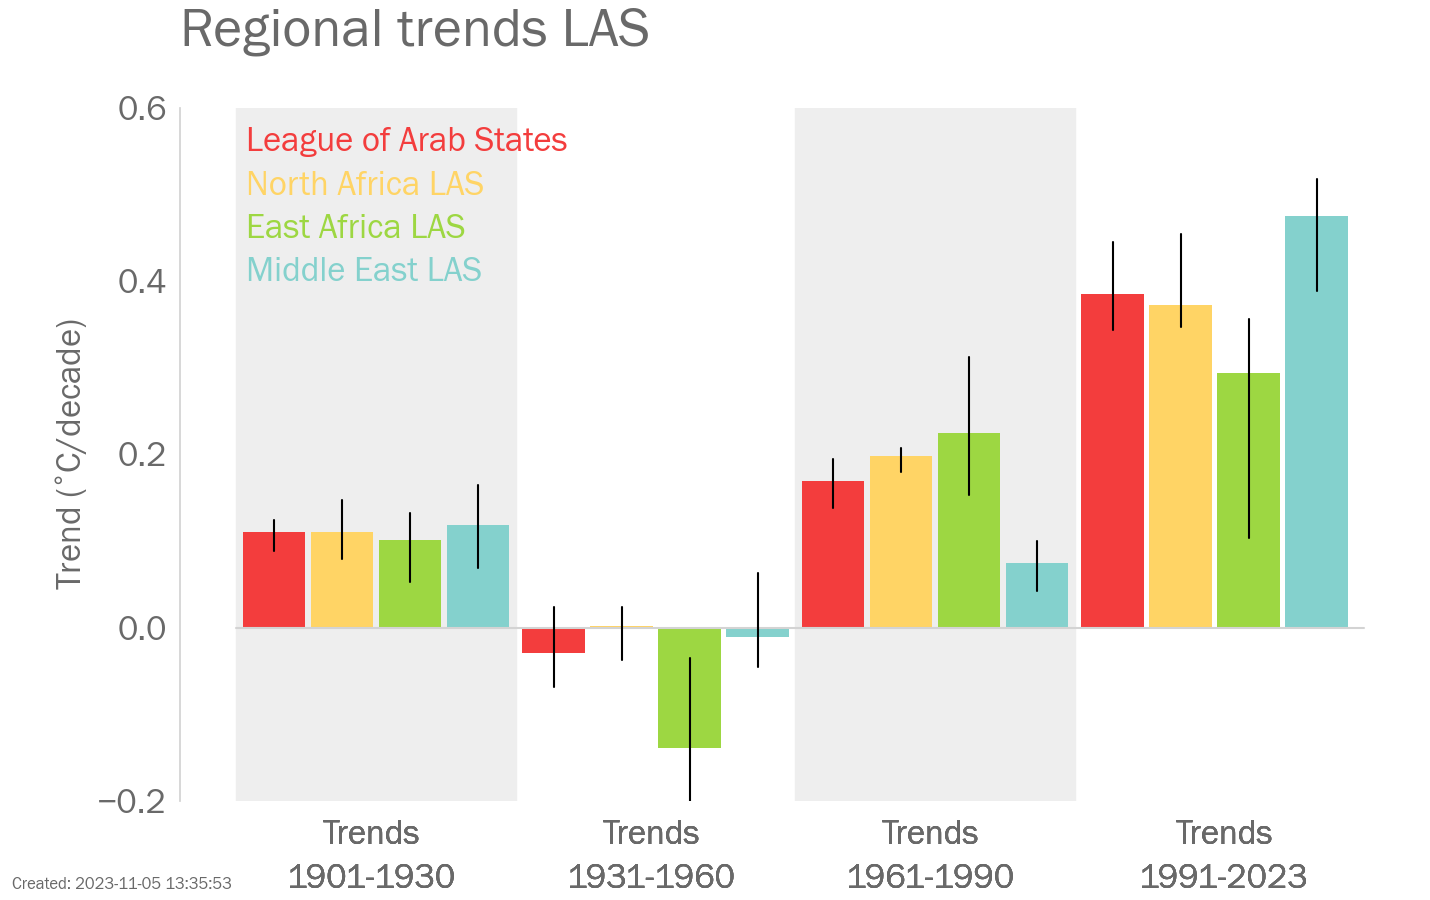 Regional trends LAS
0.6
0.4
0.2
0.0
−0.2
Trend (˚C/decade)
League of Arab States
North Africa LAS
East Africa LAS
Middle East LAS
Trends
1901-1930
Trends
1931-1960
Trends
1961-1990
Trends
1991-2023
Created: 2023-11-05 13:35:53